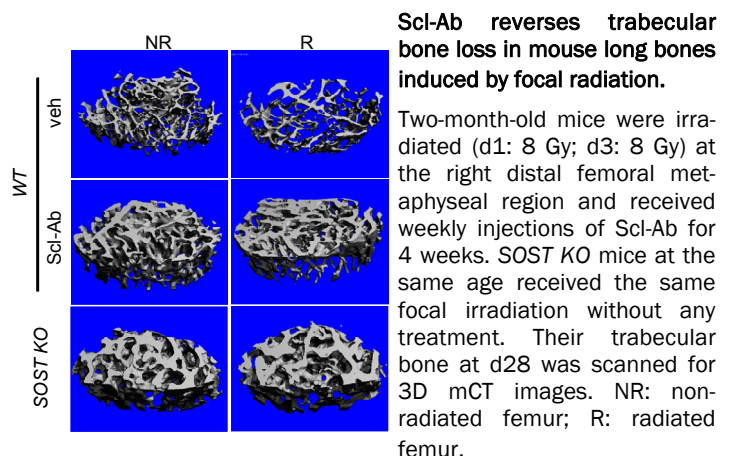 NR R
WT
veh
Scl-Ab
SOST KO
Scl-Ab reverses trabecular
bone loss in mouse long bones
induced by focal radiation.
Two-month-old mice were irra-
diated (d1: 8 Gy; d3: 8 Gy) at
the right distal femoral met-
aphyseal region and received
weekly injections of Scl-Ab for
4 weeks. SOST KO mice at the
same age received the same
focal irradiation without any
treatment. Their trabecular
bone at d28 was scanned for
3D mCT images. NR: non-
radiated femur; R: radiated
femur.